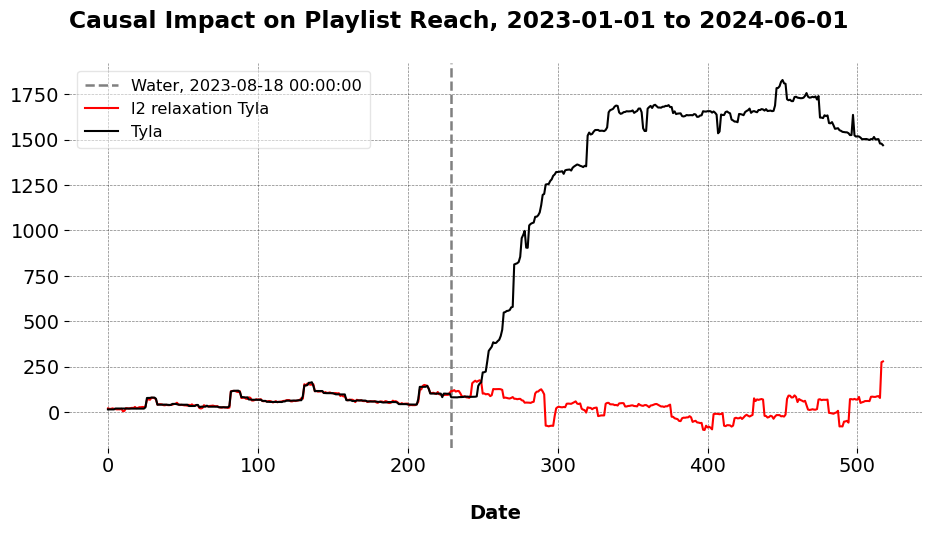 Causal Impact on Playlist Reach, 2023-01-01 to 2024-06-01
Water, 2023-08-18 00:00:00
l2 relaxation Tyla
Tyla
1750
1500
1250
1000
750
500
250
0
0 100 200 300 400 500
Date